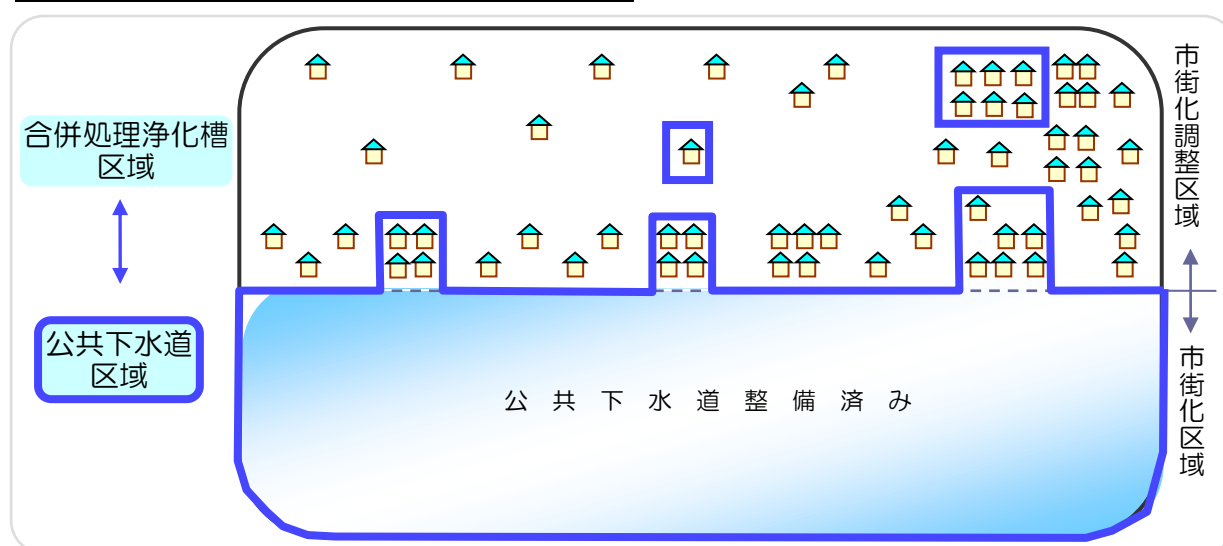 合併処理浄化槽
区域
公共下水道
区域
公共下水道整備済み
市街化調整区域
市街化区域